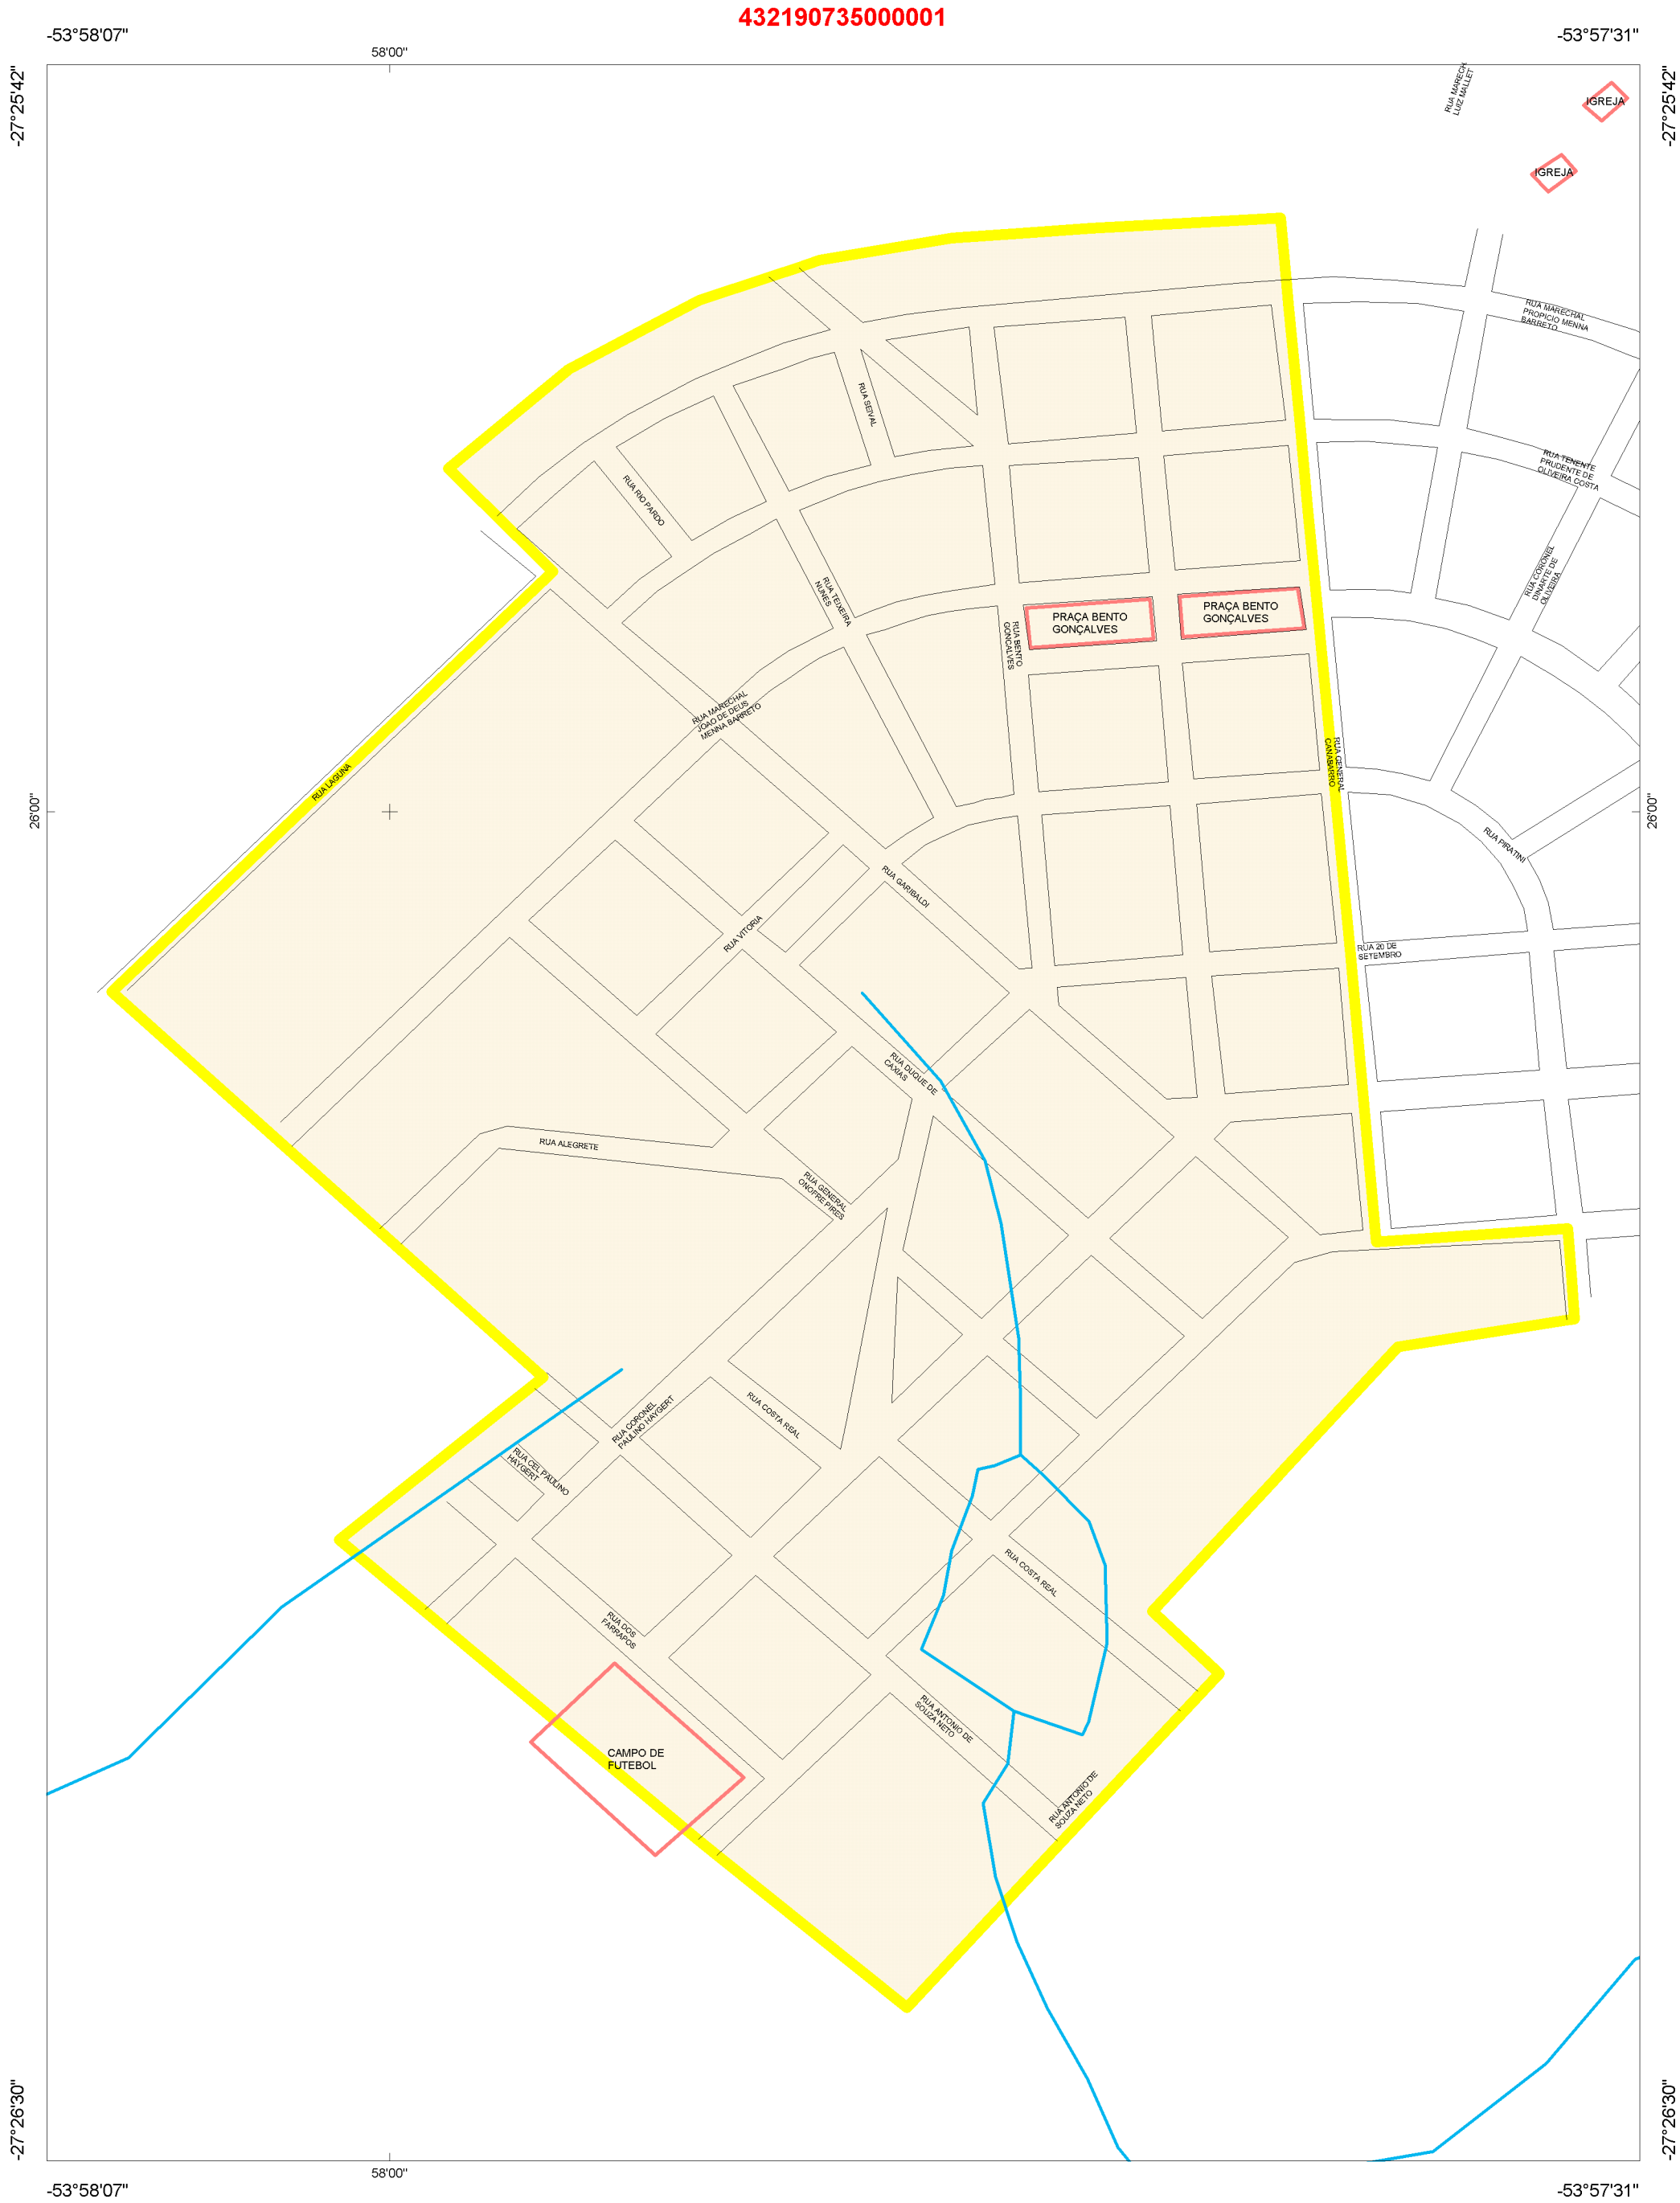 432190735000001
-53°58'07"
-53°57'31"
58'00"
-27°25'42"
-27°25'42"
RUA MARECH
LUIZ MALLET
IGREJA
IGREJA
RUA MARECHAL
PROPICIO MENNA
BARRETO
RUA SEIVAL
RUA TENENTE
PRUDENTE DE
OLIVEIRA COSTA
RUA RIO PARDO
RUA CORONEL
DINARTE DE
OLIVEIRA
RUA TEIXEIRA
NUNES
PRAÇA BENTO
GONÇALVES
PRAÇA BENTO
GONÇALVES
RUA BENTO
GONCALVES
RUA MARECHAL
JOAO DE DEUS
MENNA BARRETO
RUA GENERAL
CANABARRO
RUA LAGUNA
26'00"
26'00"
RUA PIRATINI
RUA GARIBALDI
RUA VITORIA
RUA 20 DE
SETEMBRO
RUA DUQUE DE
CAXIAS
RUA ALEGRETE
RUA GENERAL
ONOFRE PIRES
RUA CORONEL
PAULINO HAYGERT
RUA COSTA REAL
RUA CEL PAULINO
HAYGERT
RUA COSTA REAL
RUA DOS
FARRAPOS
RUA ANTONIO DE
SOUZA NETO
CAMPO DE
FUTEBOL
RUA ANTONIO DE
SOUZA NETO
-27°26'30"
-27°26'30"
58'00"
-53°58'07"
-53°57'31"